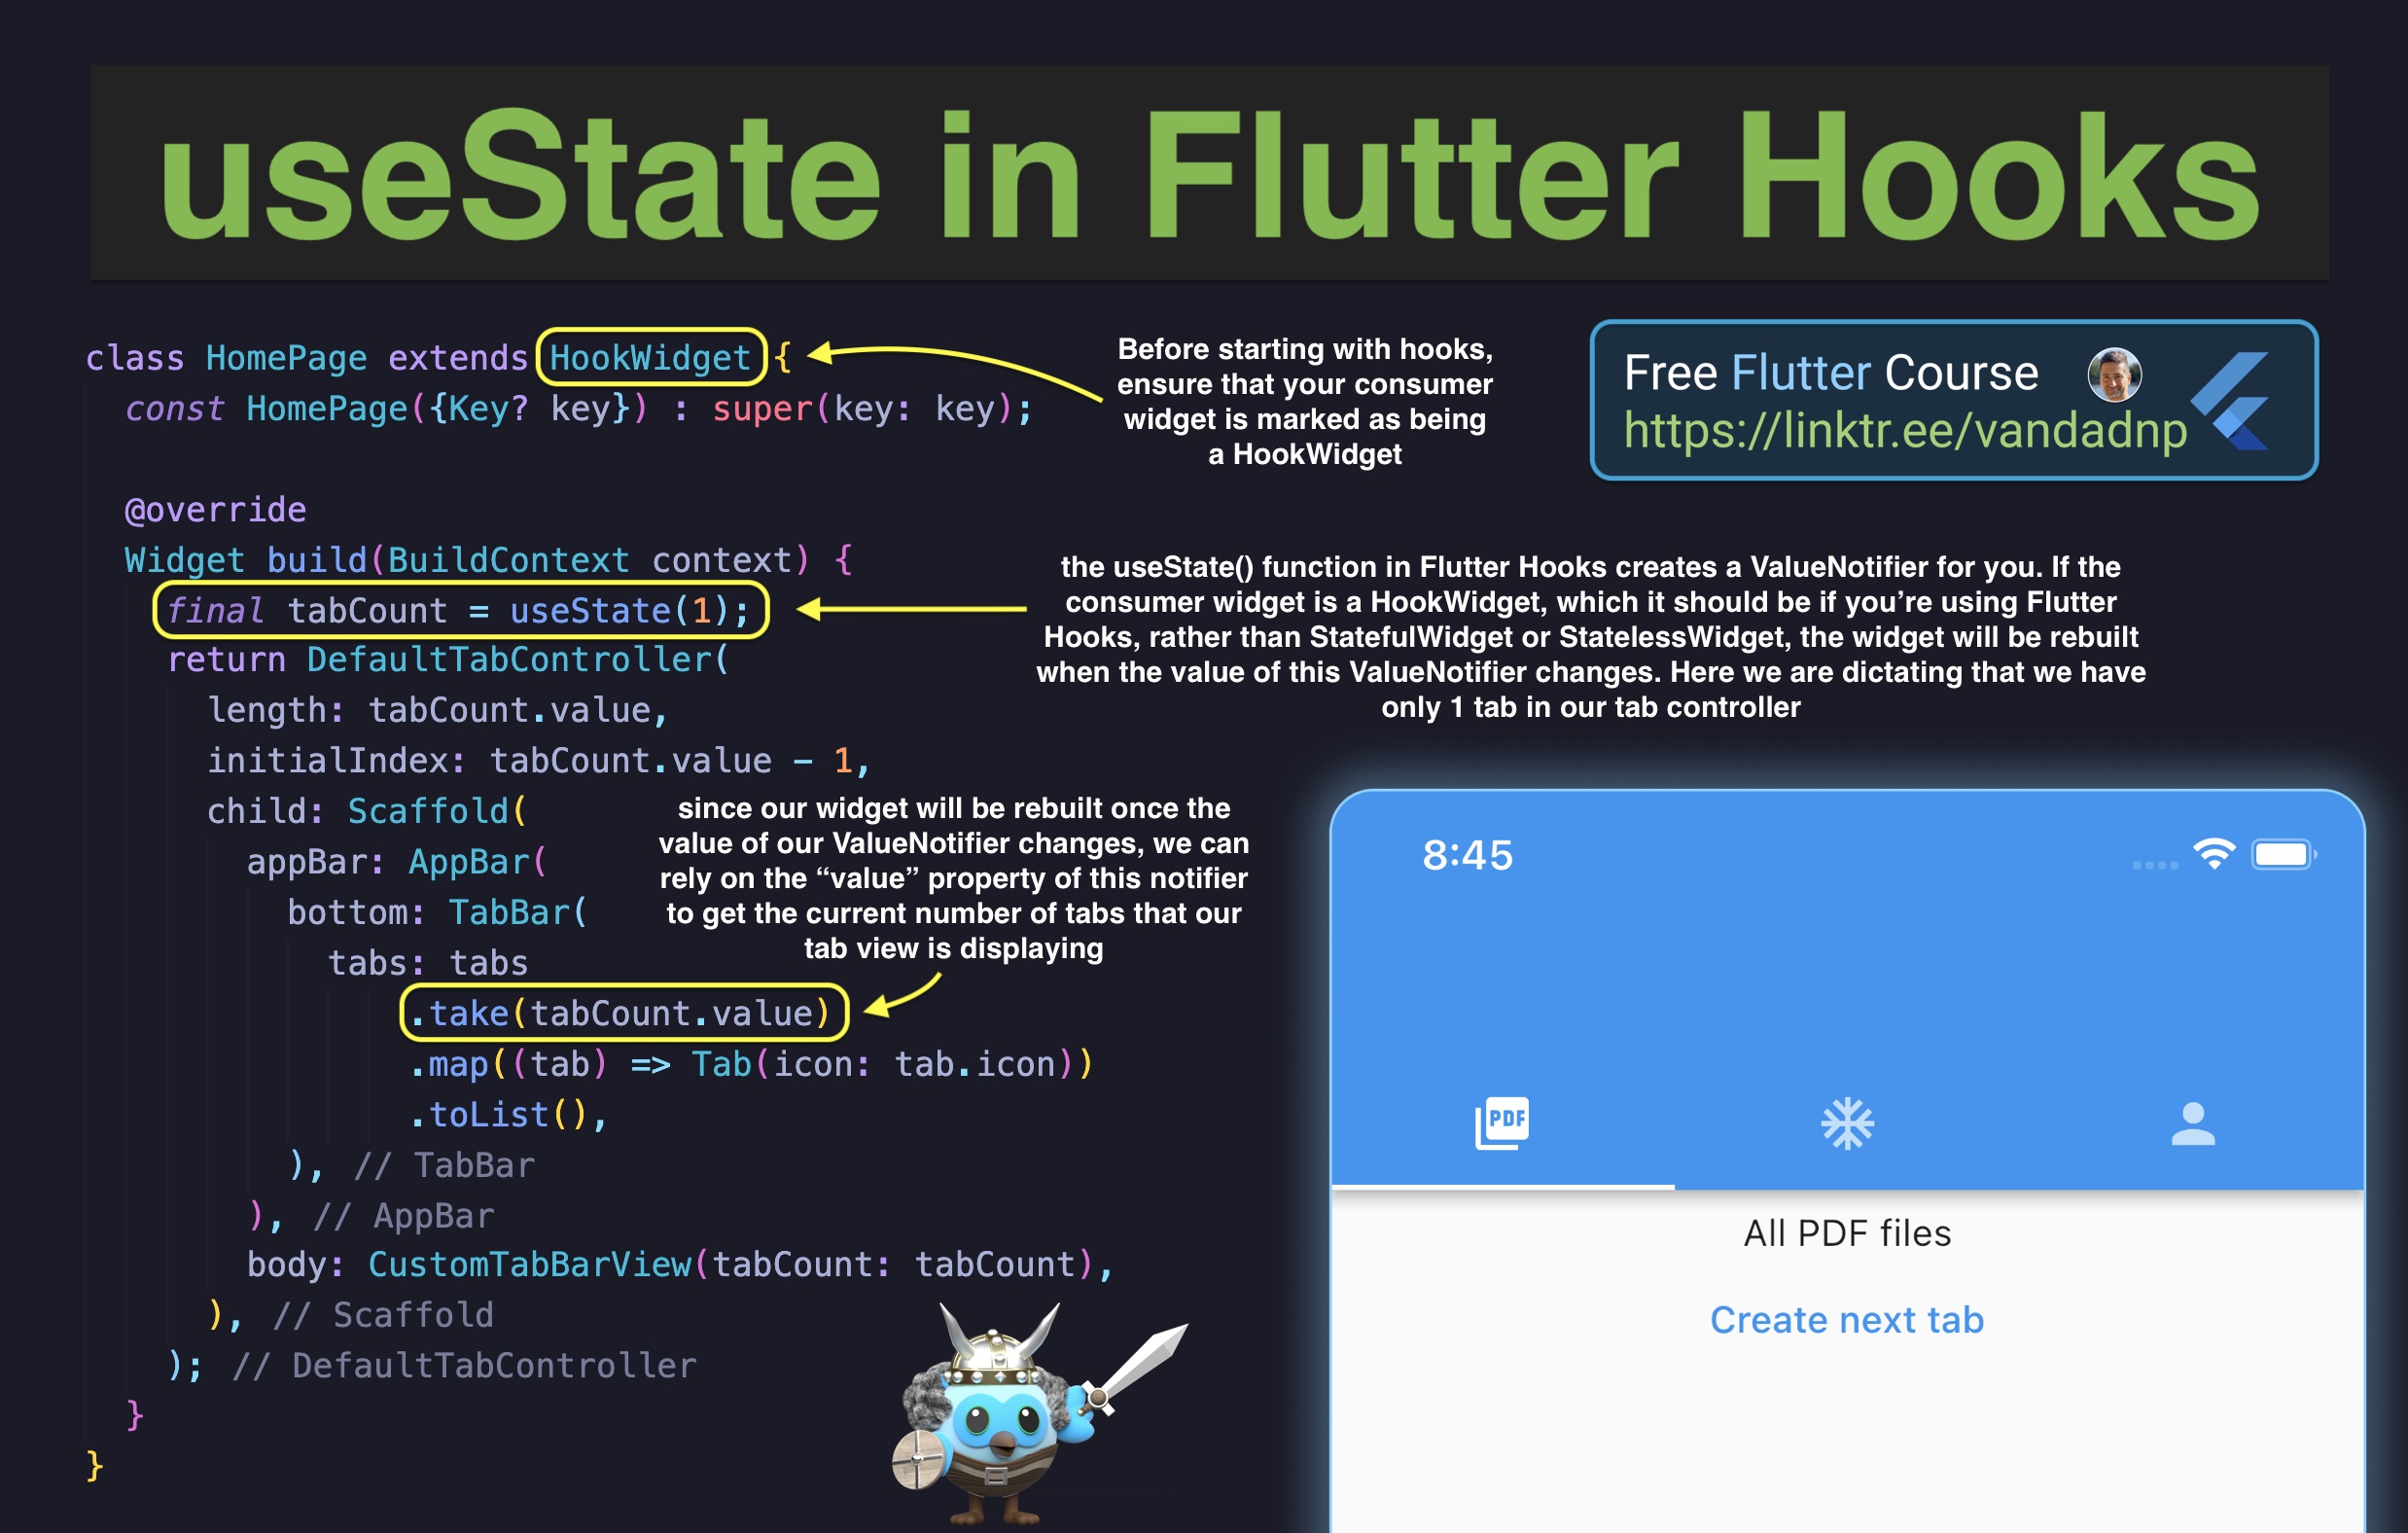 useState in Flutter Hooks
class HomePage extends HookWidget {
const HomePage({Key? key}) : super(key: key);
Before starting with hooks,
ensure that your consumer
widget is marked as being
a HookWidget
Free Flutter Course
https://linktr.ee/vandadnp
@override
Widget build(BuildContext context) {
final tabCount = useState(1);
return DefaultTabController(
length: tabCount.value,
initialIndex: tabCount.value - 1,
child: Scaffold(
appBar: AppBar(
bottom: TabBar(
tabs: tabs
.take(tabCount.value)
.map((tab) => Tab(icon: tab.icon))
.toList(),
), // TabBar
), // AppBar
body: CustomTabBarView(tabCount: tabCount),
), // Scaffold
); // DefaultTabController
}
}
the useState() function in Flutter Hooks creates a ValueNotifier for you. If the
consumer widget is a HookWidget, which it should be if you’re using Flutter
Hooks, rather than StatefulWidget or StatelessWidget, the widget will be rebuilt
when the value of this ValueNotifier changes. Here we are dictating that we have
only 1 tab in our tab controller
since our widget will be rebuilt once the
value of our ValueNotifier changes, we can
rely on the “value” property of this notifier
to get the current number of tabs that our
tab view is displaying
8:45
PDF
All PDF files
Create next tab